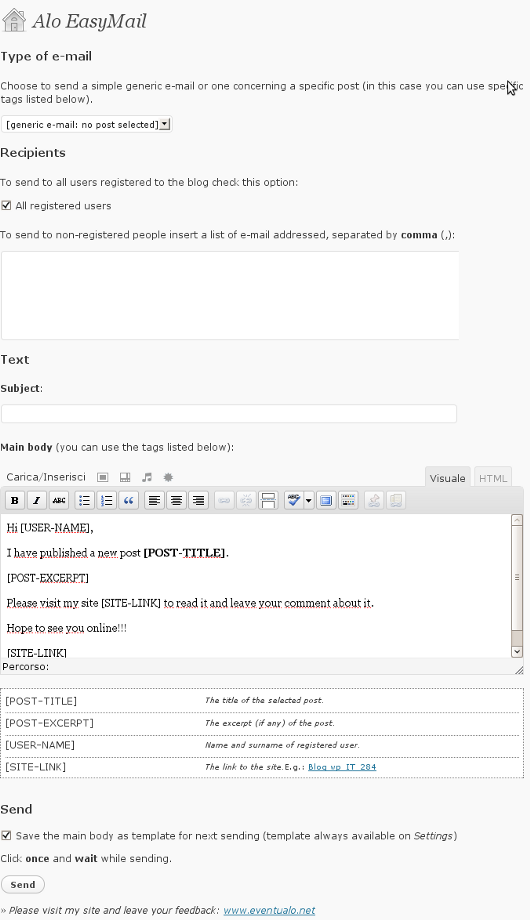 Alo EasyMail
Type of e-mail
Choose to send a simple generic e-mail or one concerning a specific post (in this case you can use specific
tags listed below).
[generic e-mail: no post selected]
Recipients
To send to all users registered to the blog check this option:
All registered users
To send to non-registered people insert a list of e-mail addressed, separated by comma (,):
Text
Subject:
Main body (you can use the tags listed below):
Carica/Inserisci
Visuale HTML
B I ABC
ABC
Hi [USER-NAME],
I have published a new post [POST-TITLE].
[POST-EXCERPT]
Please visit my site [SITE-LINK] to read it and leave your comment about it.
Hope to see you online!!!
[SITE-LINK]
Percorso:
[POST-TITLE] The title of the selected post.
[POST-EXCERPT] The excerpt (if any) of the post.
[USER-NAME] Name and surname of registered user.
[SITE-LINK] The link to the site.E.g.: Blog wp IT 284
Send
Save the main body as template for next sending (template always available on Settings)
Click once and wait while sending.
Send
» Please visit my site and leave your feedback: www.eventualo.net